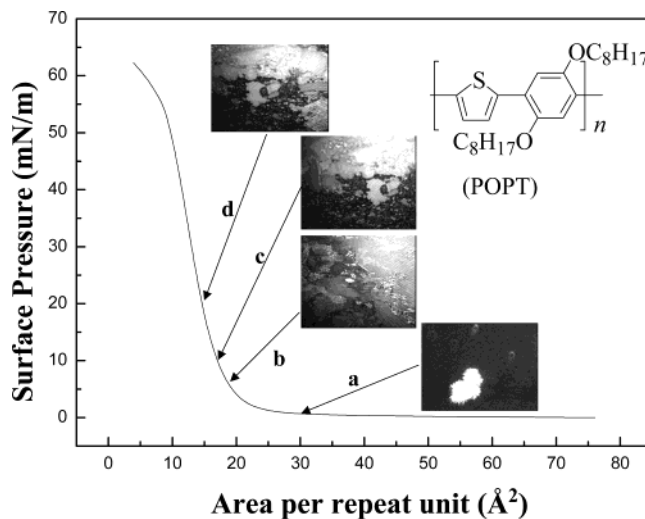 Surface Pressure (mN/m)
70
60
50
40
30
20
10
0
d
c
b
a
OC₈H₁₇
S
n
C₈H₁₇O
(POPT)
0 10 20 30 40 50 60 70 80
Area per repeat unit (Å²)